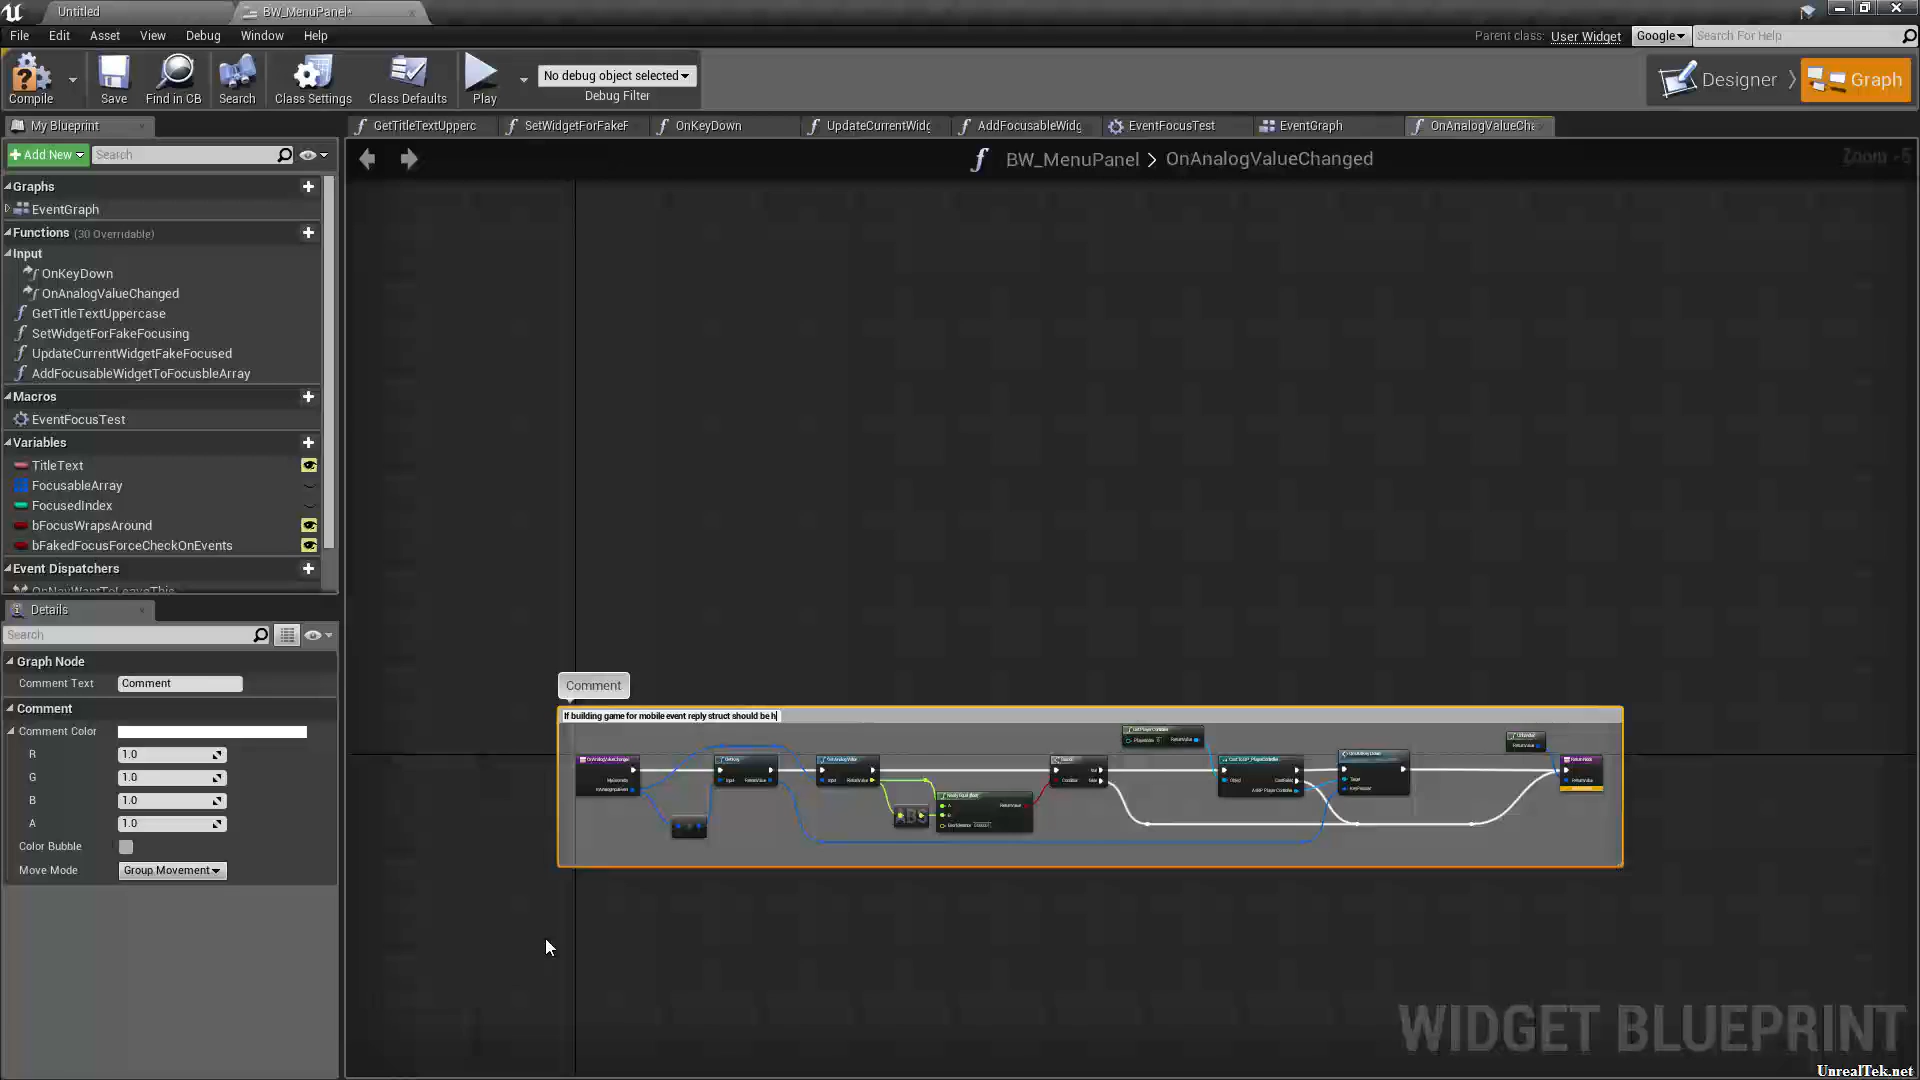 Untitled
BW_MenuPanel*
File Edit Asset View Debug Window Help
Parent class: User Widget Google Search For Help
Compile Save Find in CB Search Class Settings Class Defaults Play
No debug object selected
Debug Filter
Designer Graph
My Blueprint
GetTitleTextUpperc SetWidgetForFakeF OnKeyDown UpdateCurrentWidg AddFocusableWidg EventFocusTest EventGraph OnAnalogValueCha
Add New Search
BW_MenuPanel > OnAnalogValueChanged
Zoom -5
Graphs
EventGraph
Functions (30 Overridable)
Input
OnKeyDown
OnAnalogValueChanged
GetTitleTextUppercase
SetWidgetForFakeFocusing
UpdateCurrentWidgetFakeFocused
AddFocusableWidgetToFocusbleArray
Macros
EventFocusTest
Variables
TitleText
FocusableArray
FocusedIndex
bFocusWrapsAround
bFakedFocusForceCheckOnEvents
Event Dispatchers
OnNavWantToLeaveThis
Details
Search
Graph Node
Comment Text Comment
Comment
Comment Color
R 1.0
G 1.0
B 1.0
A 1.0
Color Bubble
Move Mode Group Movement
Comment
If building game for mobile event reply struct should be h
ABS
WIDGET BLUEPRINT
UnrealTek.net